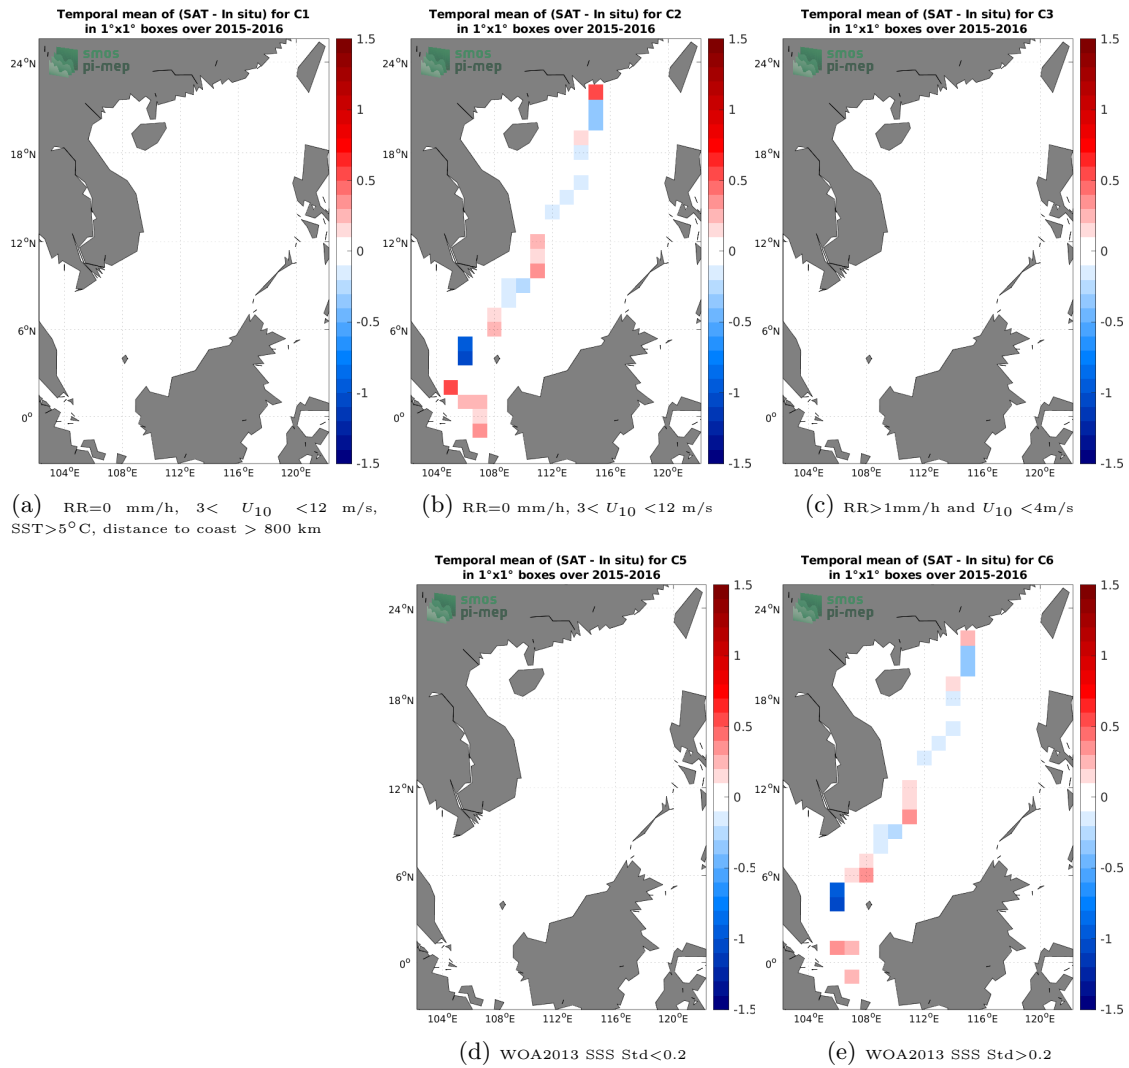 Temporal mean of (SAT - In situ) for C1
in 1°x1° boxes over 2015-2016
smos
pi-mep
24°N
18°N
12°N
6°N
0°
104°E 108°E 112°E 116°E 120°E
1.5
1
0.5
0
-0.5
-1
-1.5
(a) RR=0 mm/h, 3< U10 <12 m/s,
SST>5°C, distance to coast > 800 km
Temporal mean of (SAT - In situ) for C2
in 1°x1° boxes over 2015-2016
smos
pi-mep
24°N
18°N
12°N
6°N
0°
104°E 108°E 112°E 116°E 120°E
1.5
1
0.5
0
-0.5
-1
-1.5
(b) RR=0 mm/h, 3< U10 <12 m/s
Temporal mean of (SAT - In situ) for C3
in 1°x1° boxes over 2015-2016
smos
pi-mep
24°N
18°N
12°N
6°N
0°
104°E 108°E 112°E 116°E 120°E
1.5
1
0.5
0
-0.5
-1
-1.5
(c) RR>1mm/h and U10 <4m/s
Temporal mean of (SAT - In situ) for C5
in 1°x1° boxes over 2015-2016
smos
pi-mep
24°N
18°N
12°N
6°N
0°
104°E 108°E 112°E 116°E 120°E
1.5
1
0.5
0
-0.5
-1
-1.5
(d) WOA2013 SSS Std<0.2
Temporal mean of (SAT - In situ) for C6
in 1°x1° boxes over 2015-2016
smos
pi-mep
24°N
18°N
12°N
6°N
0°
104°E 108°E 112°E 116°E 120°E
1.5
1
0.5
0
-0.5
-1
-1.5
(e) WOA2013 SSS Std>0.2